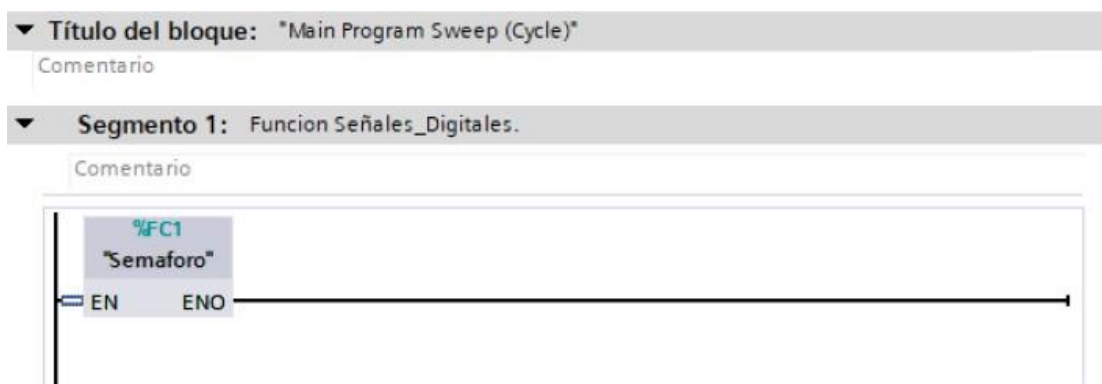 Título del bloque: "Main Program Sweep (Cycle)"
Comentario
Segmento 1: Funcion Señales_Digitales.
Comentario
%FC1
"Semaforo"
EN ENO